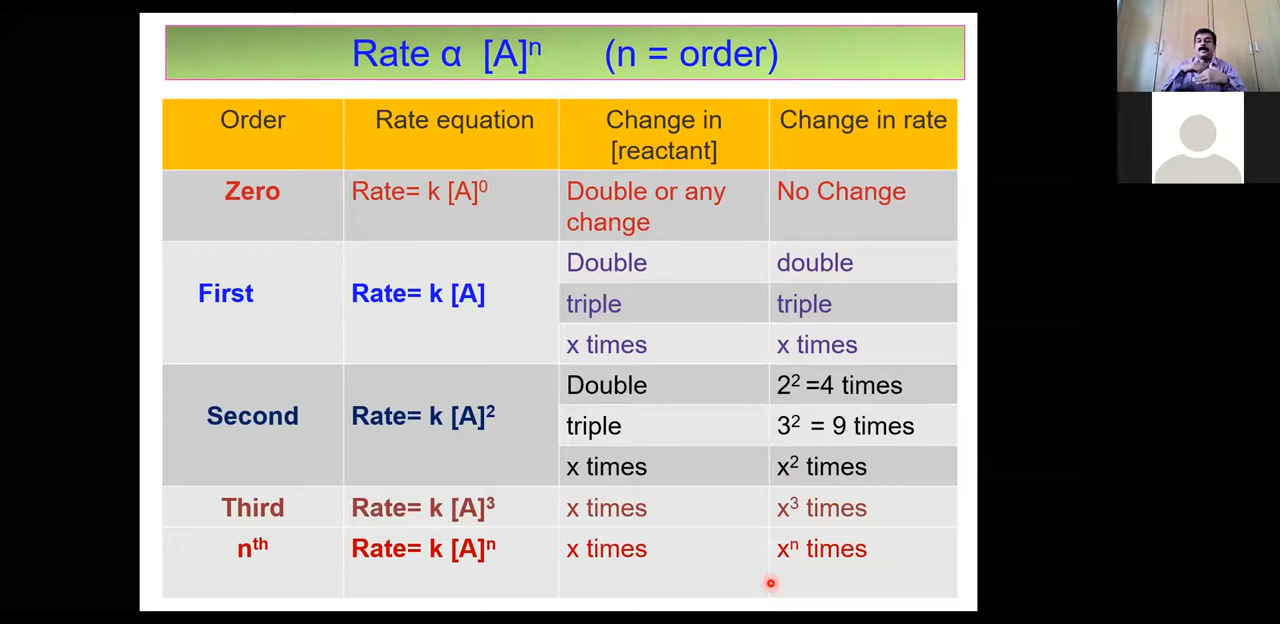 Rate α [A]ⁿ (n = order)
Order Rate equation Change in [reactant] Change in rate
Zero Rate= k [A]⁰ Double or any change No Change
First Rate= k [A] Double double
triple triple
x times x times
Second Rate= k [A]² Double 2² =4 times
triple 3² = 9 times
x times x² times
Third Rate= k [A]³ x times x³ times
nᵗʰ Rate= k [A]ⁿ x times xⁿ times